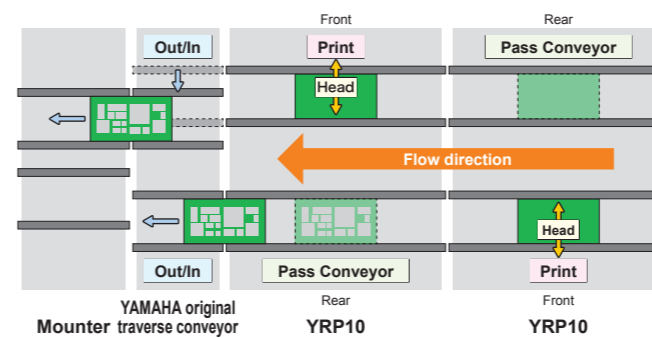 Front
Rear
Out/In
Print
Pass Conveyor
Head
Flow direction
Head
Out/In
Pass Conveyor
Print
Rear
Front
Mounter
YAMAHA original
traverse conveyor
YRP10
YRP10